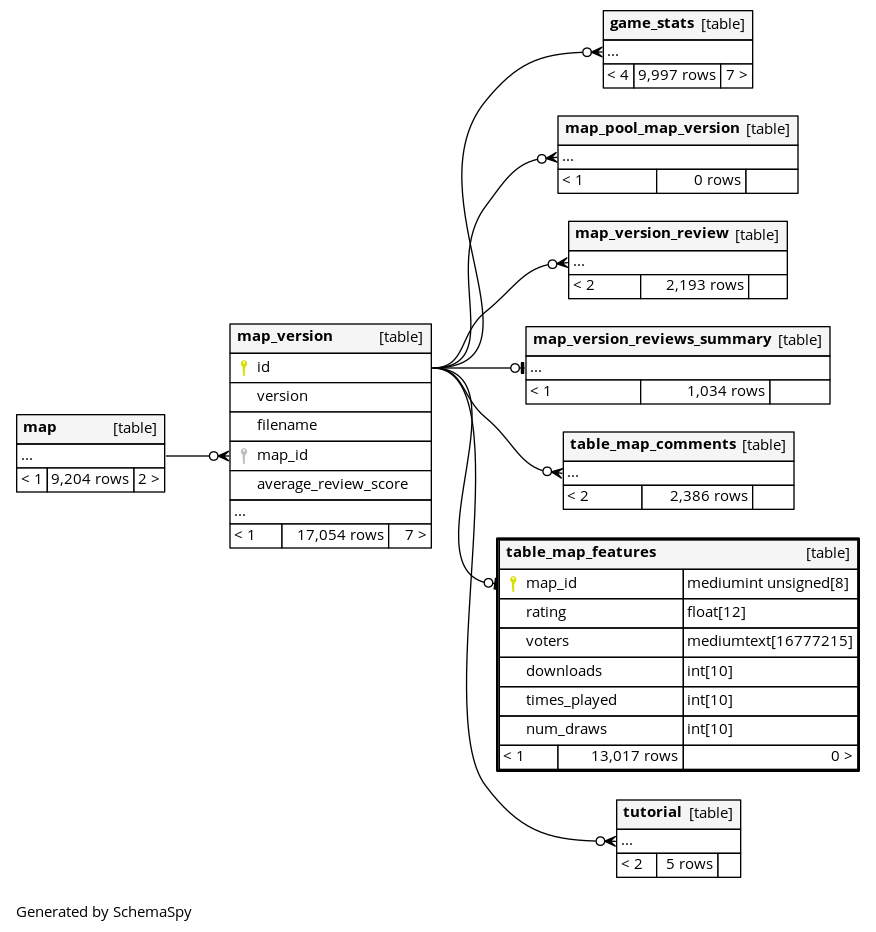 game_stats [table]
...
< 4 9,997 rows 7 >
map_pool_map_version [table]
...
< 1 0 rows
map_version_review [table]
...
< 2 2,193 rows
map_version [table]
id
version
filename
map_id
average_review_score
...
< 1 17,054 rows 7 >
map_version_reviews_summary [table]
...
< 1 1,034 rows
map [table]
...
< 1 9,204 rows 2 >
table_map_comments [table]
...
< 2 2,386 rows
table_map_features [table]
map_id mediumint unsigned[8]
rating float[12]
voters mediumtext[16777215]
downloads int[10]
times_played int[10]
num_draws int[10]
< 1 13,017 rows 0 >
tutorial [table]
...
< 2 5 rows
Generated by SchemaSpy